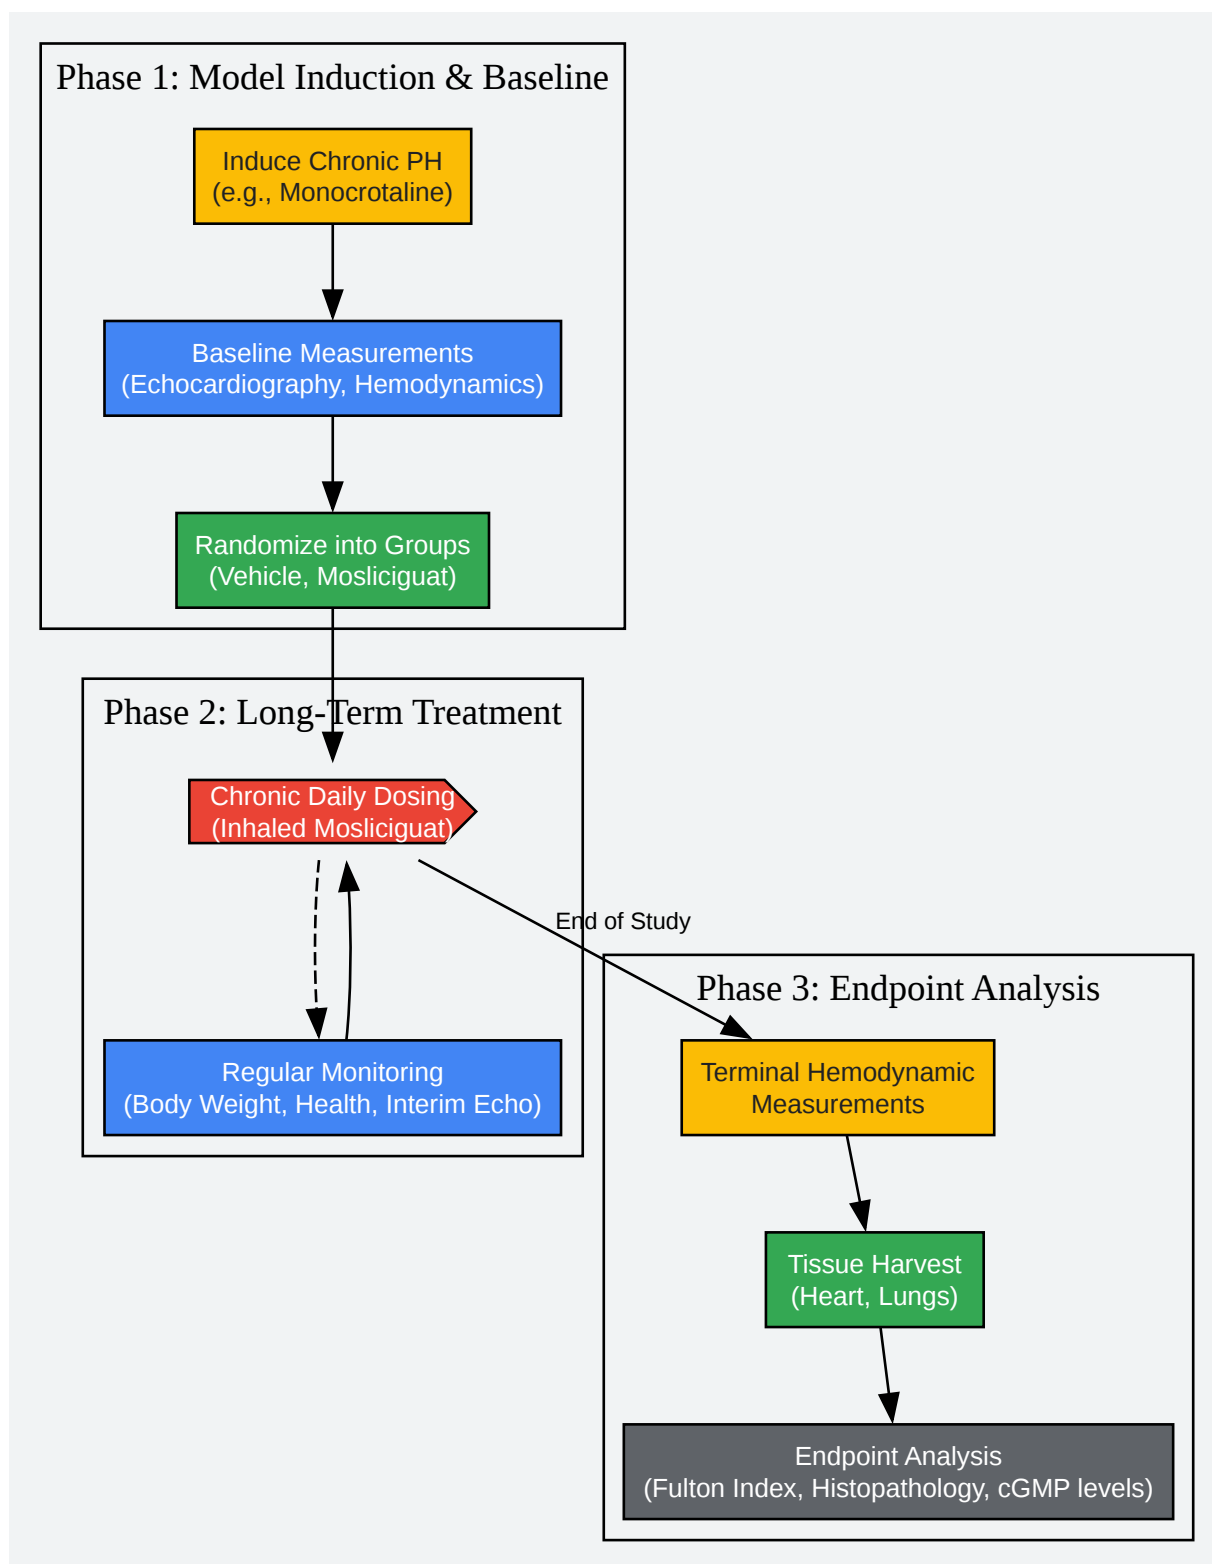 Phase 1: Model Induction & Baseline
Induce Chronic PH
(e.g., Monocrotaline)
Baseline Measurements
(Echocardiography, Hemodynamics)
Randomize into Groups
(Vehicle, Mosliciguat)
Phase 2: Long-Term Treatment
Chronic Daily Dosing
(Inhaled Mosliciguat)
End of Study
Regular Monitoring
(Body Weight, Health, Interim Echo)
Phase 3: Endpoint Analysis
Terminal Hemodynamic
Measurements
Tissue Harvest
(Heart, Lungs)
Endpoint Analysis
(Fulton Index, Histopathology, cGMP levels)